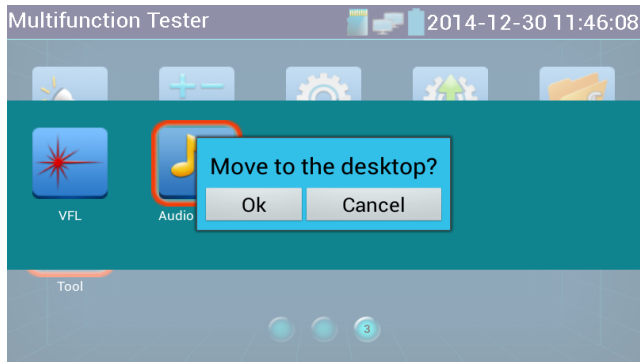 Multifunction Tester 2014-12-30 11:46:08
Move to the desktop?
Ok Cancel
VFL Audio
Tool
3